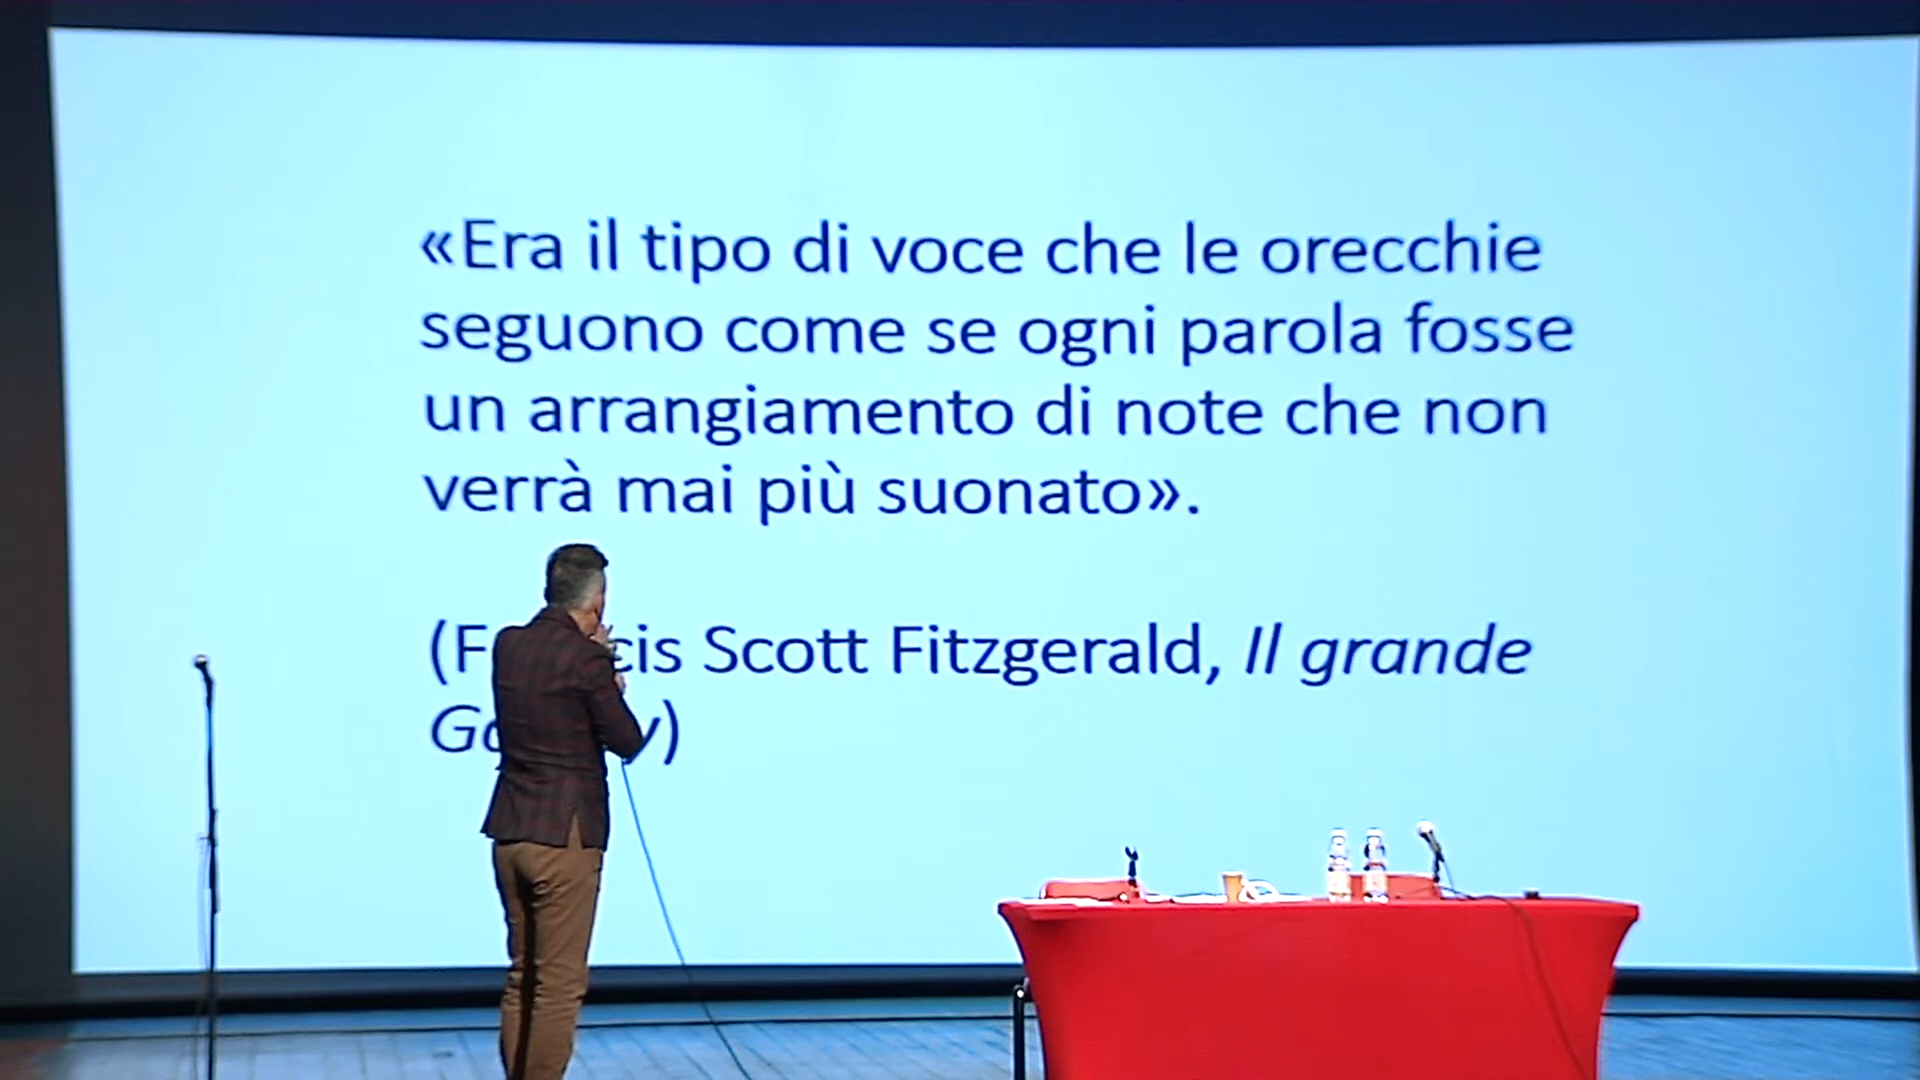 «Era il tipo di voce che le orecchie
seguono come se ogni parola fosse
un arrangiamento di note che non
verrà mai più suonato».
Scott Fitzgerald, Il grande